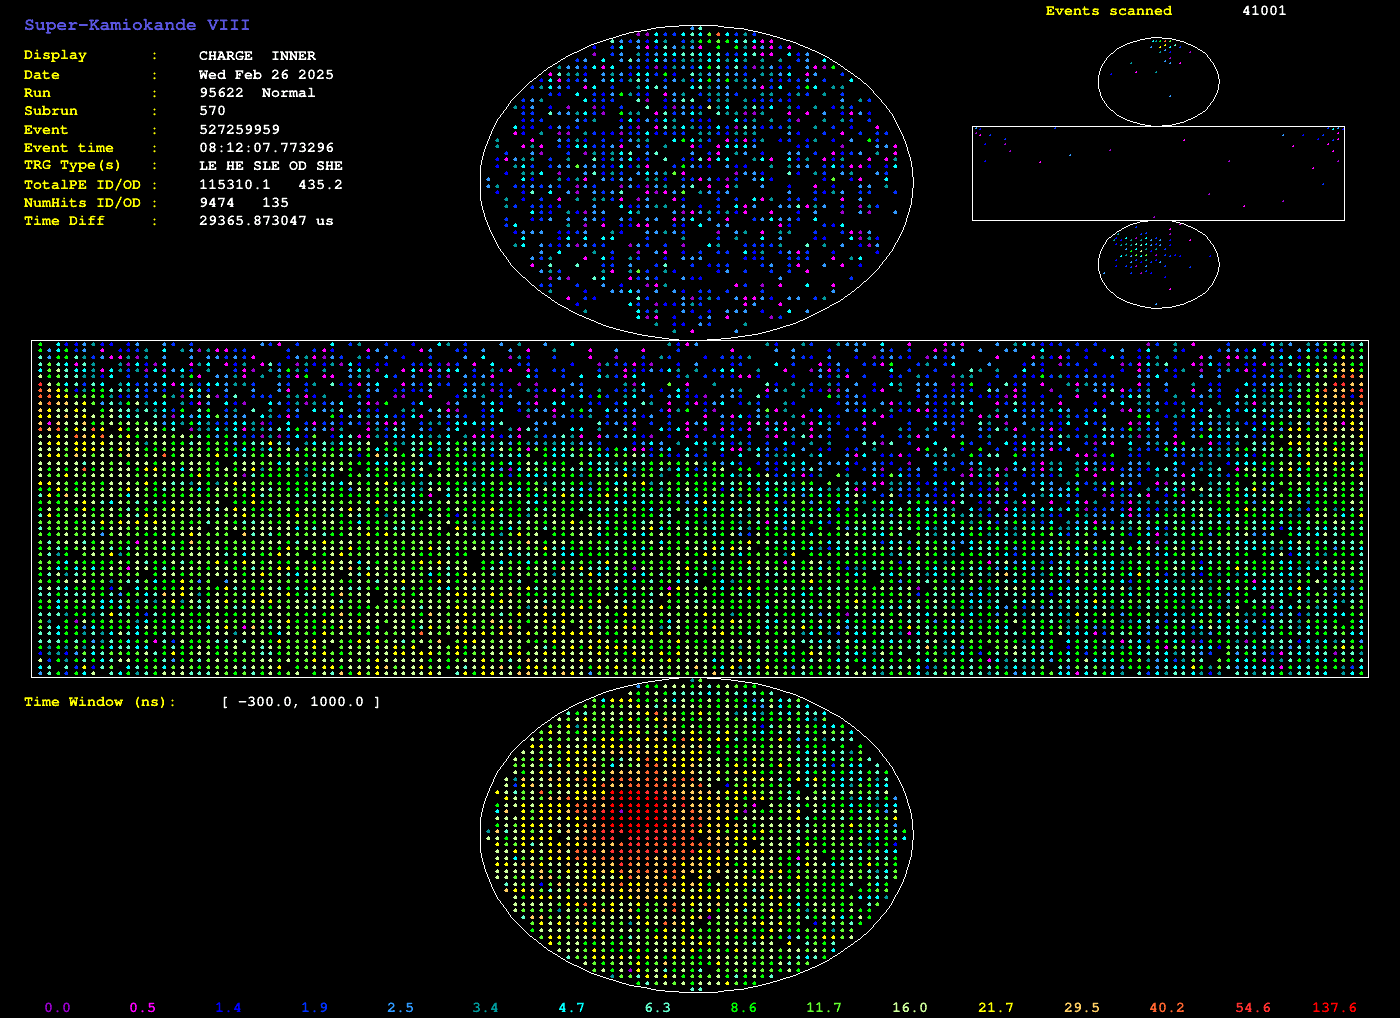 Super-Kamiokande VIII
Events scanned 41001
Display : CHARGE INNER
Date : Wed Feb 26 2025
Run : 95622 Normal
Subrun : 570
Event : 527259959
Event time : 08:12:07.773296
TRG Type(s) : LE HE SLE OD SHE
TotalPE ID/OD : 115310.1 435.2
NumHits ID/OD : 9474 135
Time Diff : 29365.873047 us
Time Window (ns): [ -300.0, 1000.0 ]
0.0 0.5 1.4 1.9 2.5 3.4 4.7 6.3 8.6 11.7 16.0 21.7 29.5 40.2 54.6 137.6